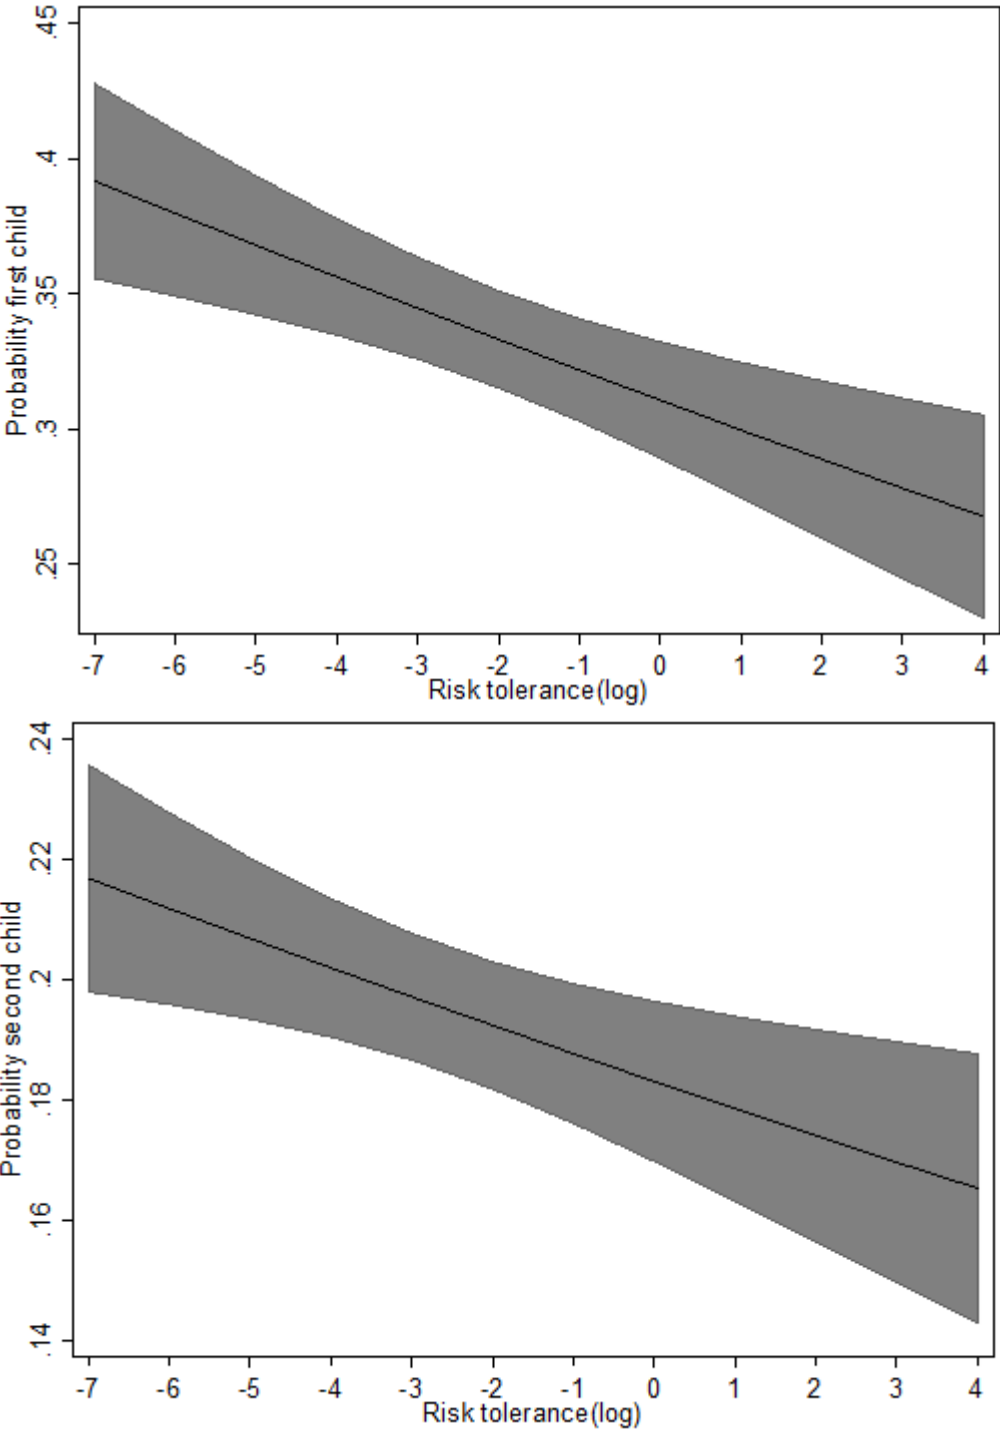 Probability first child
.45
.4
.35
.3
.25
-7 -6 -5 -4 -3 -2 -1 0 1 2 3 4
Risk tolerance(log)
Probability second child
.24
.22
.2
.18
.16
.14
-7 -6 -5 -4 -3 -2 -1 0 1 2 3 4
Risk tolerance(log)